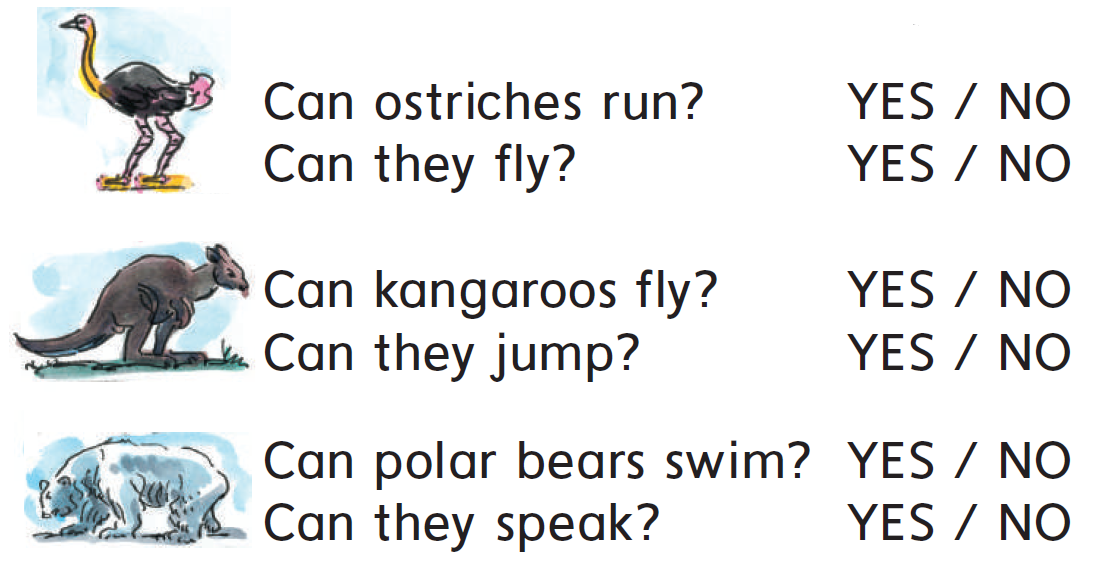 Can ostriches run? YES / NO
Can they fly? YES / NO
Can kangaroos fly? YES / NO
Can they jump? YES / NO
Can polar bears swim? YES / NO
Can they speak? YES / NO